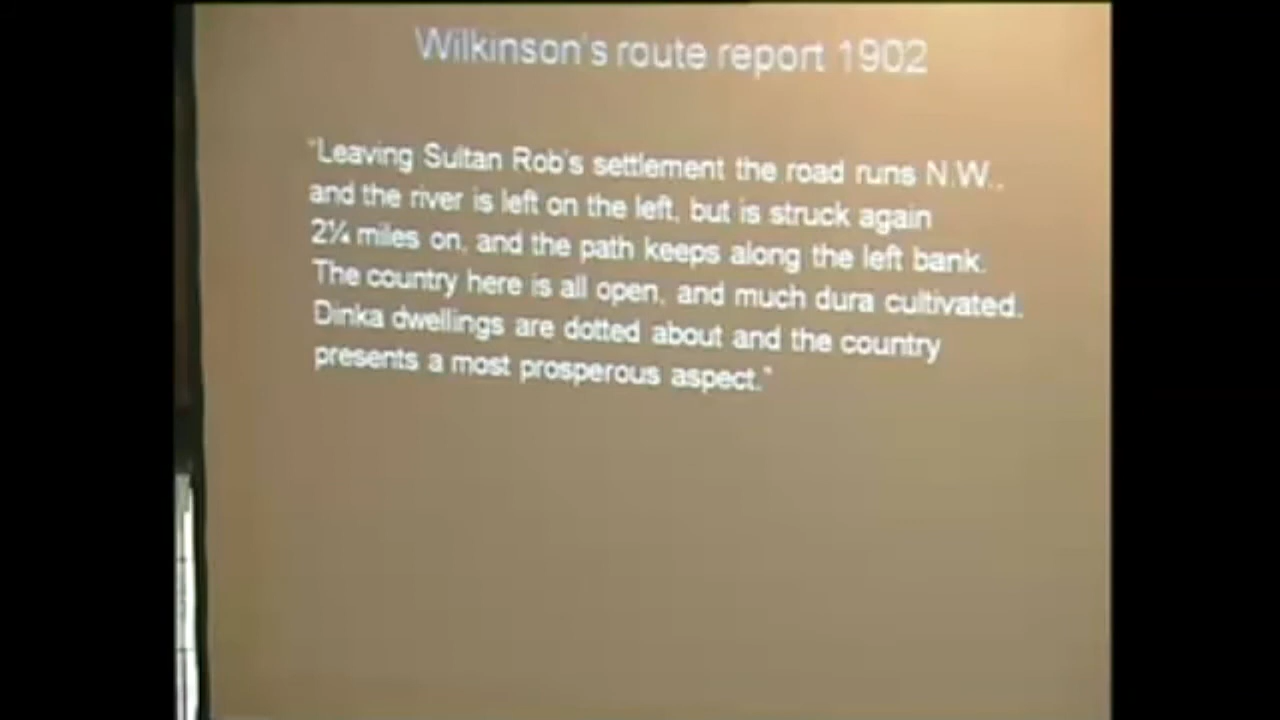 Wilkinson's route report 1902
"Leaving Sultan Rob's settlement the road runs N.W.,
and the river is left on the left, but is struck again
2¼ miles on, and the path keeps along the left bank.
The country here is all open, and much dura cultivated.
Dinka dwellings are dotted about and the country
presents a most prosperous aspect."